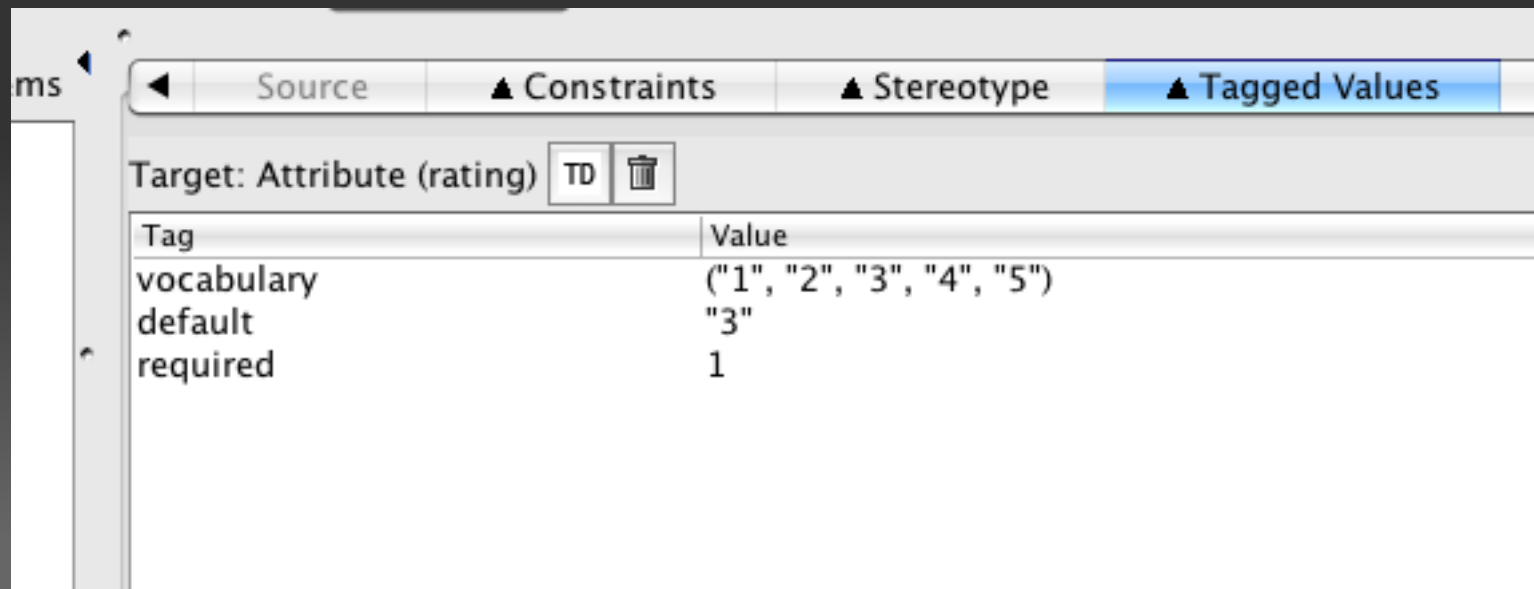 ms
Source Constraints Stereotype Tagged Values
Target: Attribute (rating) TD
Tag Value
vocabulary ("1", "2", "3", "4", "5")
default "3"
required 1